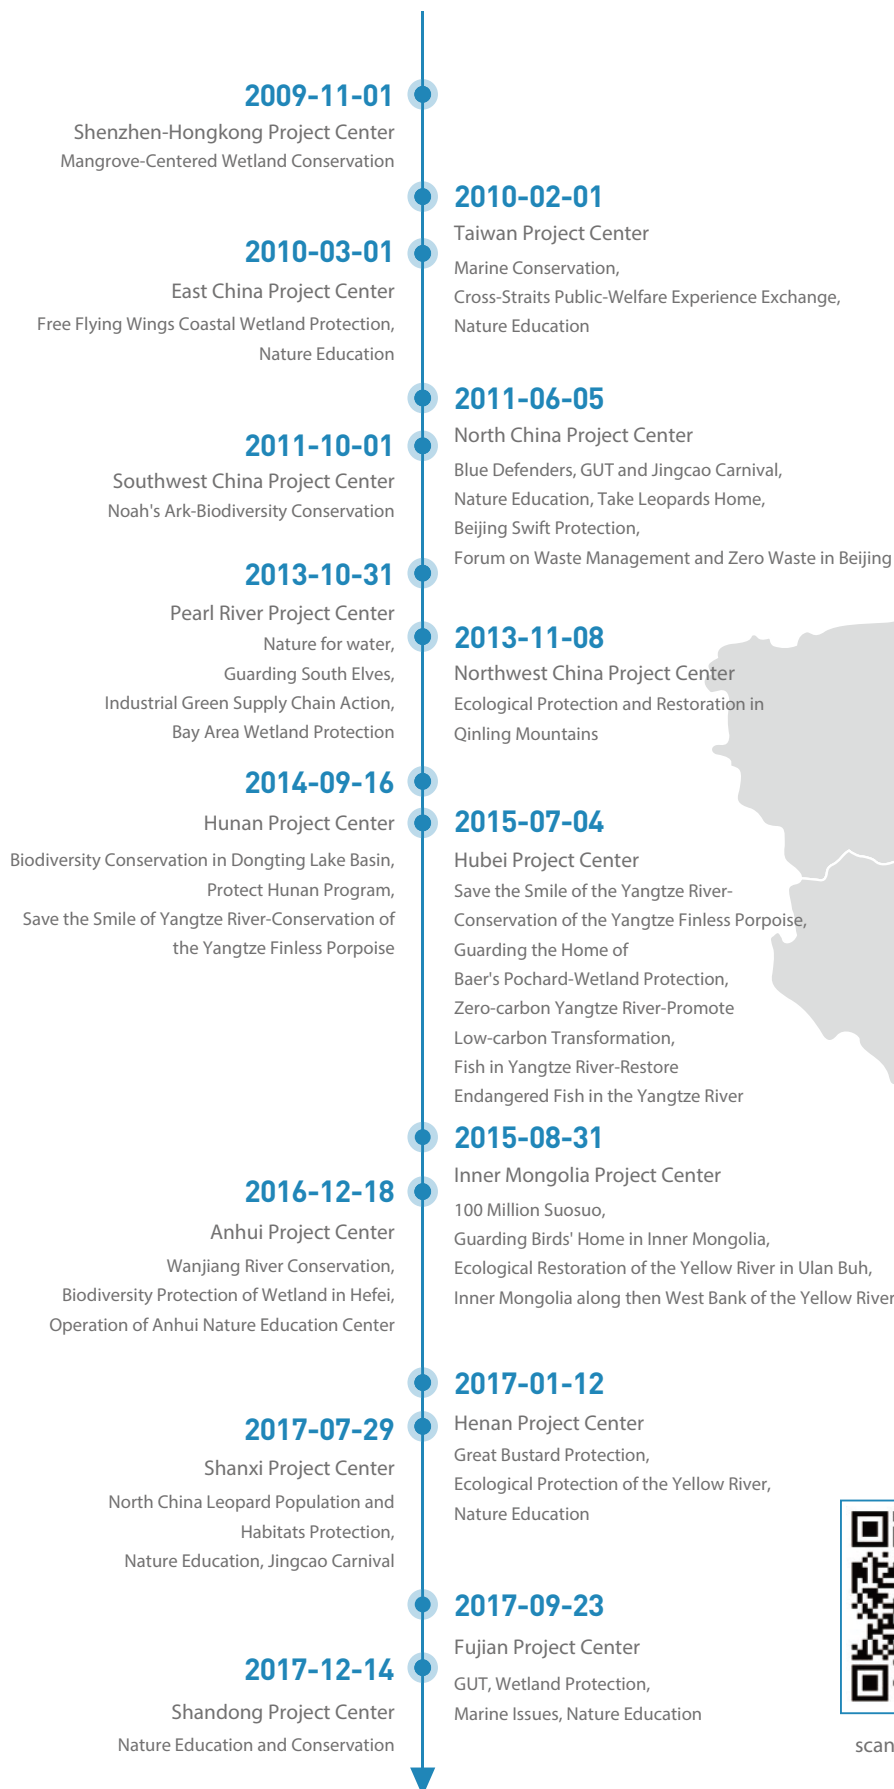 2009-11-01
Shenzhen-Hongkong Project Center
Mangrove-Centered Wetland Conservation
2010-02-01
Taiwan Project Center
Marine Conservation,
Cross-Straits Public-Welfare Experience Exchange,
Nature Education
2010-03-01
East China Project Center
Free Flying Wings Coastal Wetland Protection,
Nature Education
2011-06-05
North China Project Center
Blue Defenders, GUT and Jingcao Carnival,
Nature Education, Take Leopards Home,
Beijing Swift Protection,
Forum on Waste Management and Zero Waste in Beijing
2011-10-01
Southwest China Project Center
Noah's Ark-Biodiversity Conservation
2013-10-31
Pearl River Project Center
Nature for water,
Guarding South Elves,
Industrial Green Supply Chain Action,
Bay Area Wetland Protection
2013-11-08
Northwest China Project Center
Ecological Protection and Restoration in
Qinling Mountains
2014-09-16
Hunan Project Center
Biodiversity Conservation in Dongting Lake Basin,
Protect Hunan Program,
Save the Smile of Yangtze River-Conservation of
the Yangtze Finless Porpoise
2015-07-04
Hubei Project Center
Save the Smile of the Yangtze River-
Conservation of the Yangtze Finless Porpoise,
Guarding the Home of
Baer's Pochard-Wetland Protection,
Zero-carbon Yangtze River-Promote
Low-carbon Transformation,
Fish in Yangtze River-Restore
Endangered Fish in the Yangtze River
2015-08-31
Inner Mongolia Project Center
100 Million Suosuo,
Guarding Birds' Home in Inner Mongolia,
Ecological Restoration of the Yellow River in Ulan Buh,
Inner Mongolia along then West Bank of the Yellow River
2016-12-18
Anhui Project Center
Wanjiang River Conservation,
Biodiversity Protection of Wetland in Hefei,
Operation of Anhui Nature Education Center
2017-01-12
Henan Project Center
Great Bustard Protection,
Ecological Protection of the Yellow River,
Nature Education
2017-07-29
Shanxi Project Center
North China Leopard Population and
Habitats Protection,
Nature Education, Jingcao Carnival
2017-09-23
Fujian Project Center
GUT, Wetland Protection,
Marine Issues, Nature Education
2017-12-14
Shandong Project Center
Nature Education and Conservation
scan